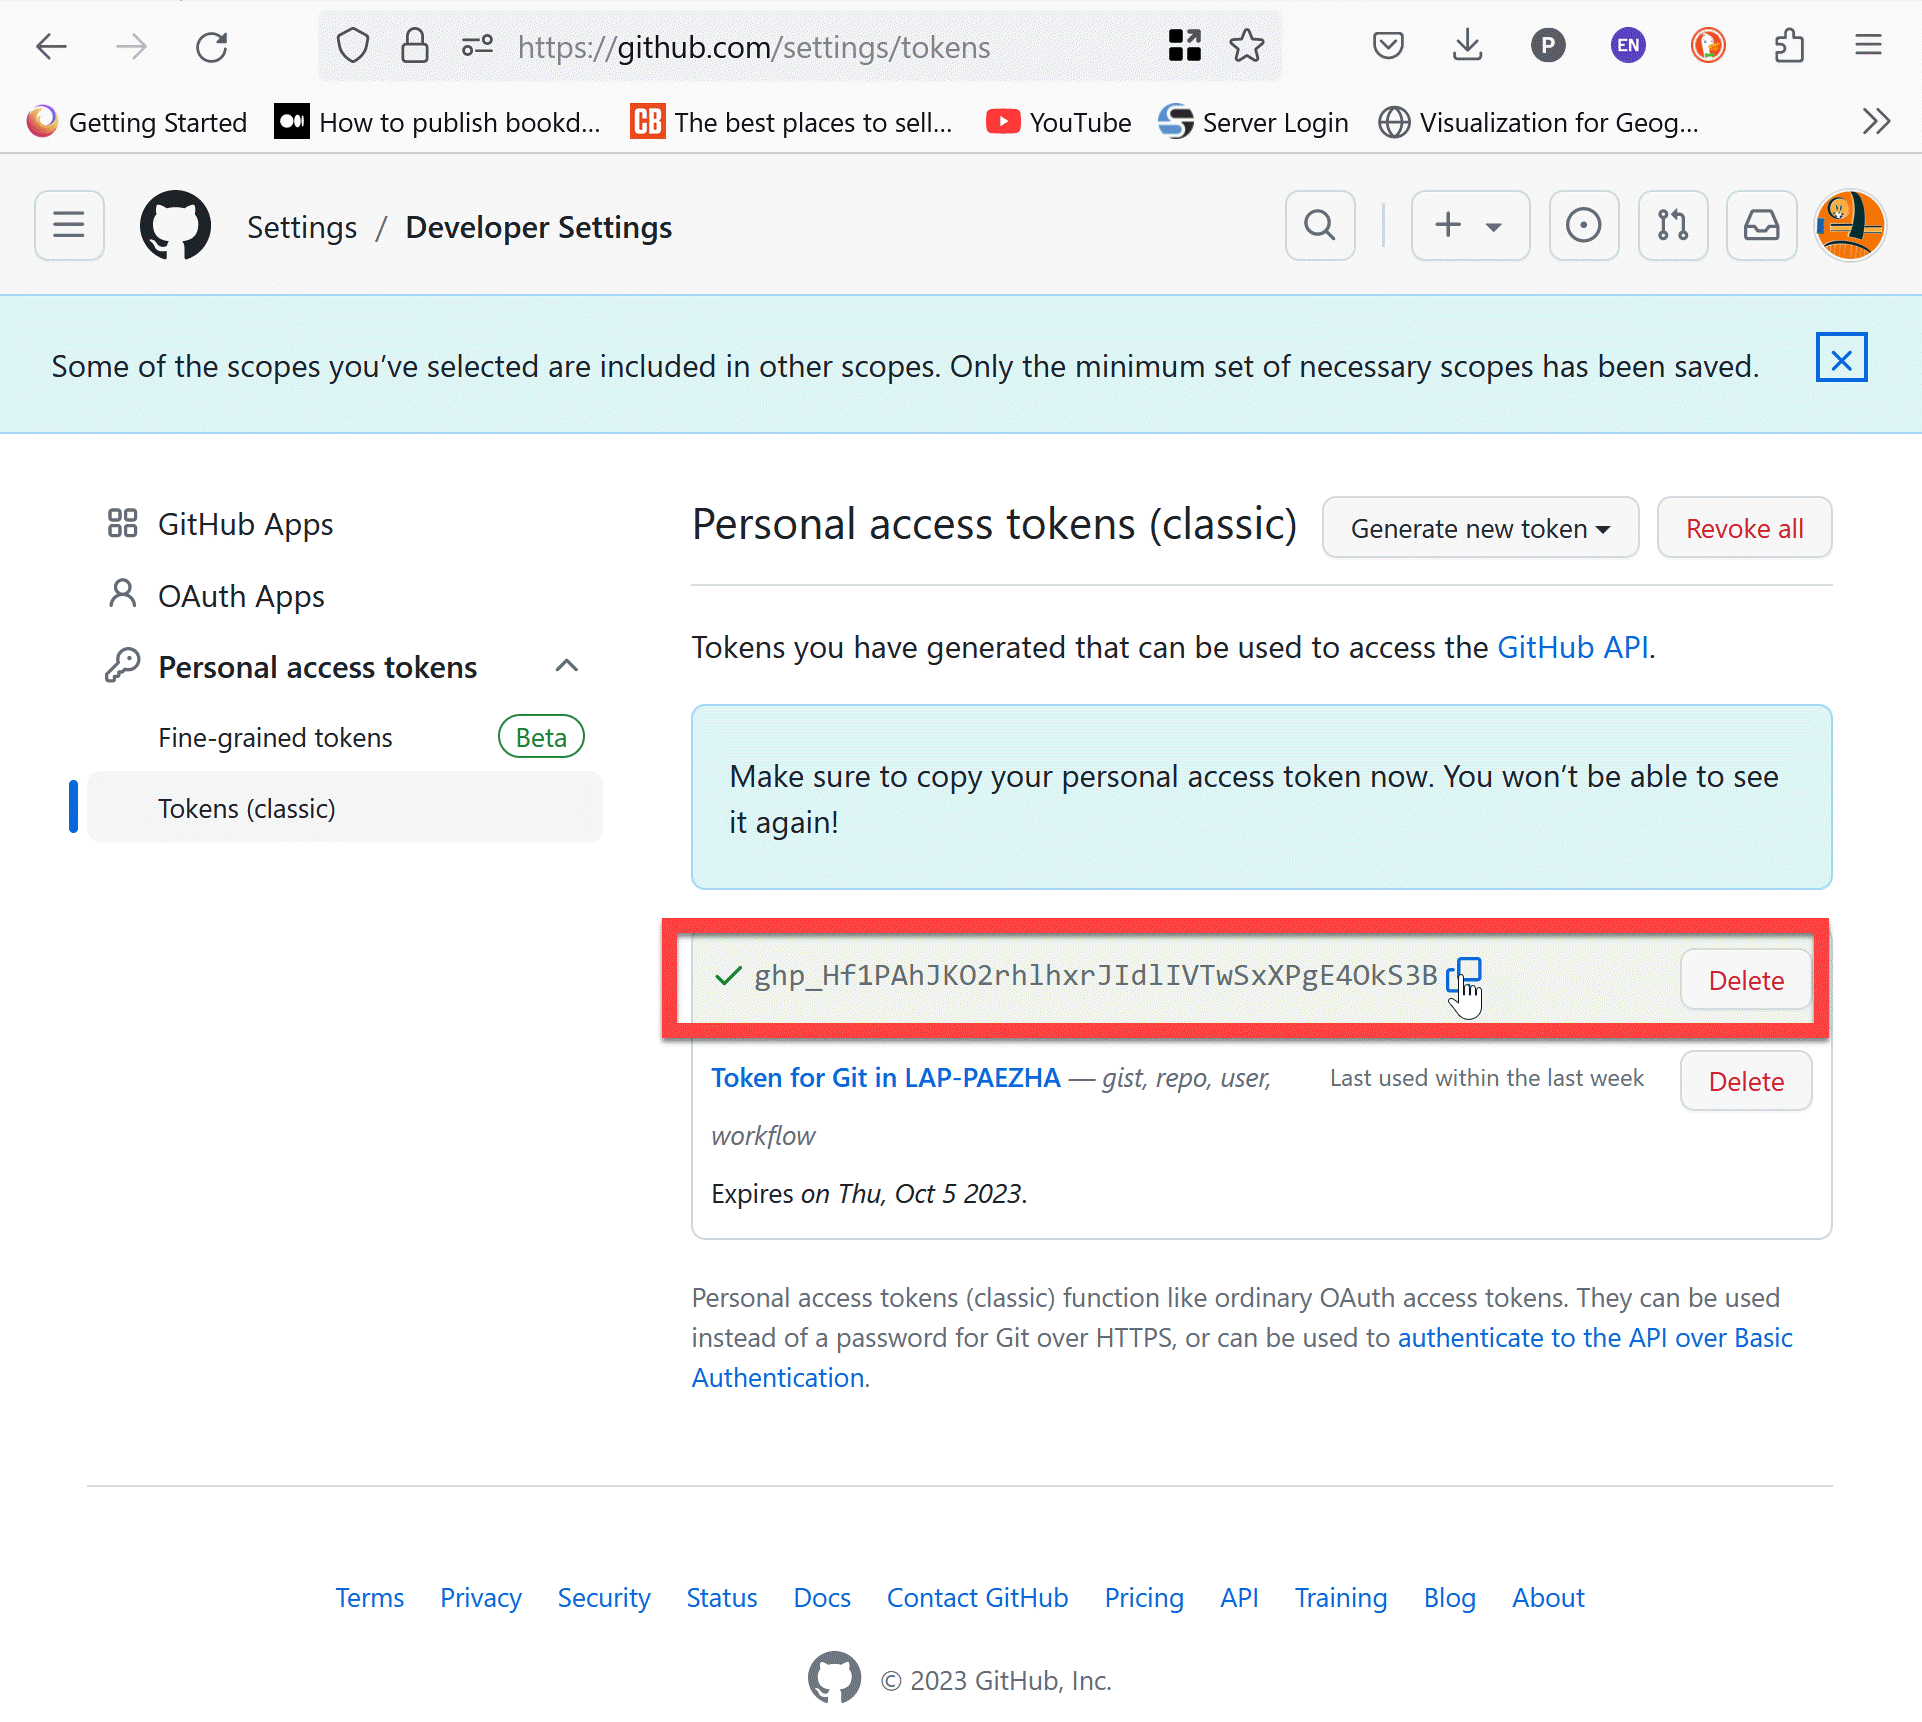 https://github.com/settings/tokens
P
EN
Getting Started
How to publish bookd...
CB
The best places to sell...
YouTube
Server Login
Visualization for Geog...
Settings / Developer Settings
Some of the scopes you’ve selected are included in other scopes. Only the minimum set of necessary scopes has been saved.
GitHub Apps
OAuth Apps
Personal access tokens
Fine-grained tokens
Beta
Tokens (classic)
Personal access tokens (classic)
Generate new token
Revoke all
Tokens you have generated that can be used to access the GitHub API.
Make sure to copy your personal access token now. You won’t be able to see
it again!
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
Delete
Token for Git in LAP-PAEZHA — gist, repo, user,
workflow
Last used within the last week
Delete
Expires on Thu, Oct 5 2023.
Personal access tokens (classic) function like ordinary OAuth access tokens. They can be used
instead of a password for Git over HTTPS, or can be used to authenticate to the API over Basic
Authentication.
Terms
Privacy
Security
Status
Docs
Contact GitHub
Pricing
API
Training
Blog
About
© 2023 GitHub, Inc.